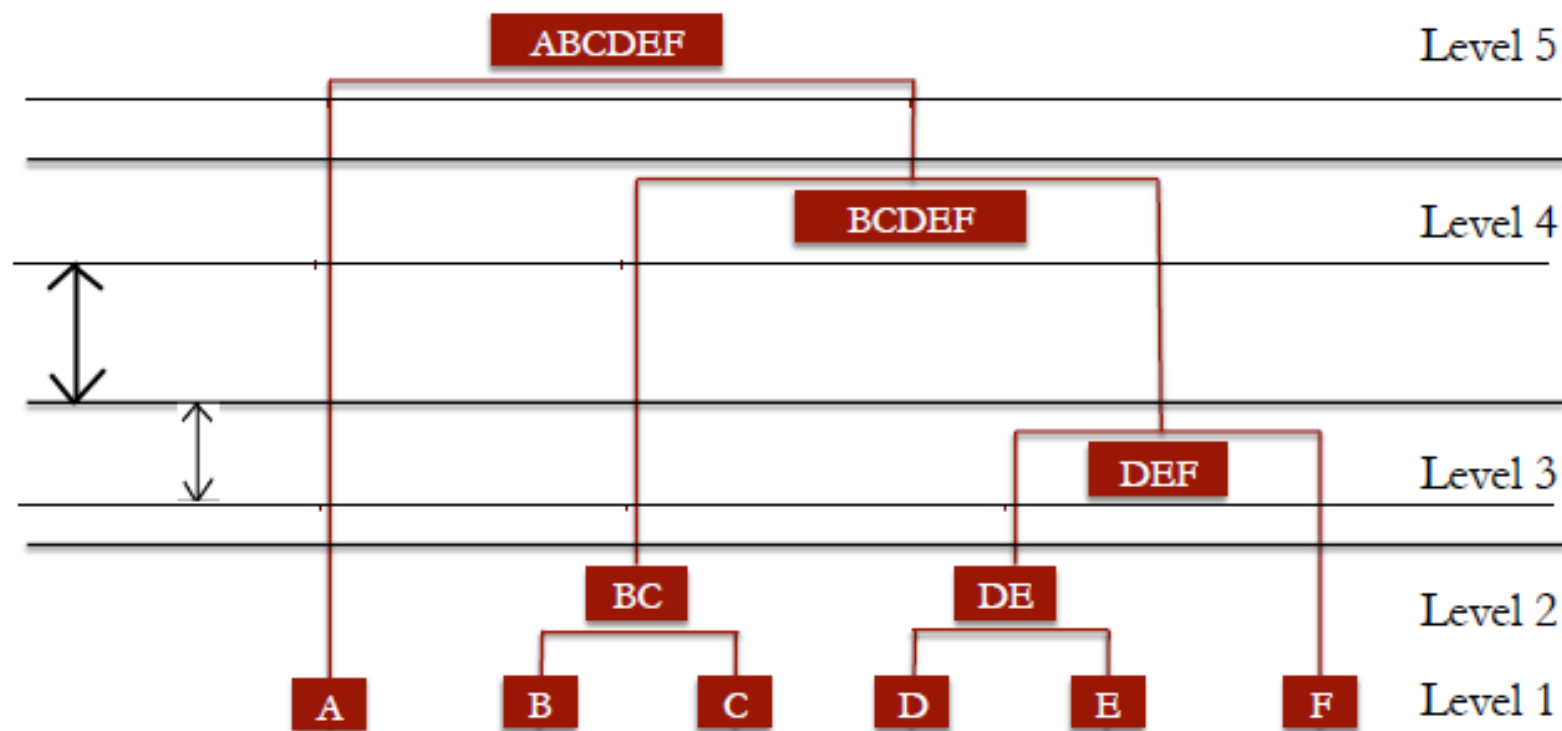 ABCDEF Level 5
BCDEF Level 4
DEF Level 3
BC DE Level 2
A B C D E F Level 1